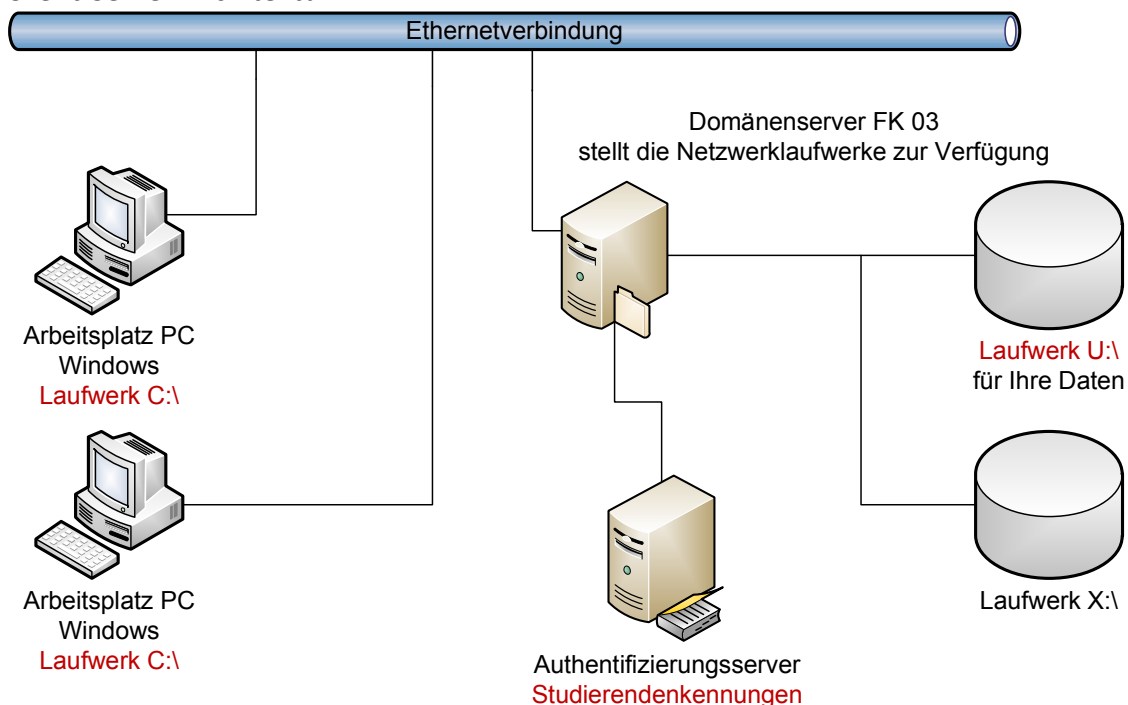 Ethernetverbindung
Domänenserver FK 03
stellt die Netzwerklaufwerke zur Verfügung
Arbeitsplatz PC
Windows
Laufwerk C:\
Laufwerk U:\
für Ihre Daten
Arbeitsplatz PC
Windows
Laufwerk C:\
Laufwerk X:\
Authentifizierungsserver
Studierendenkennungen